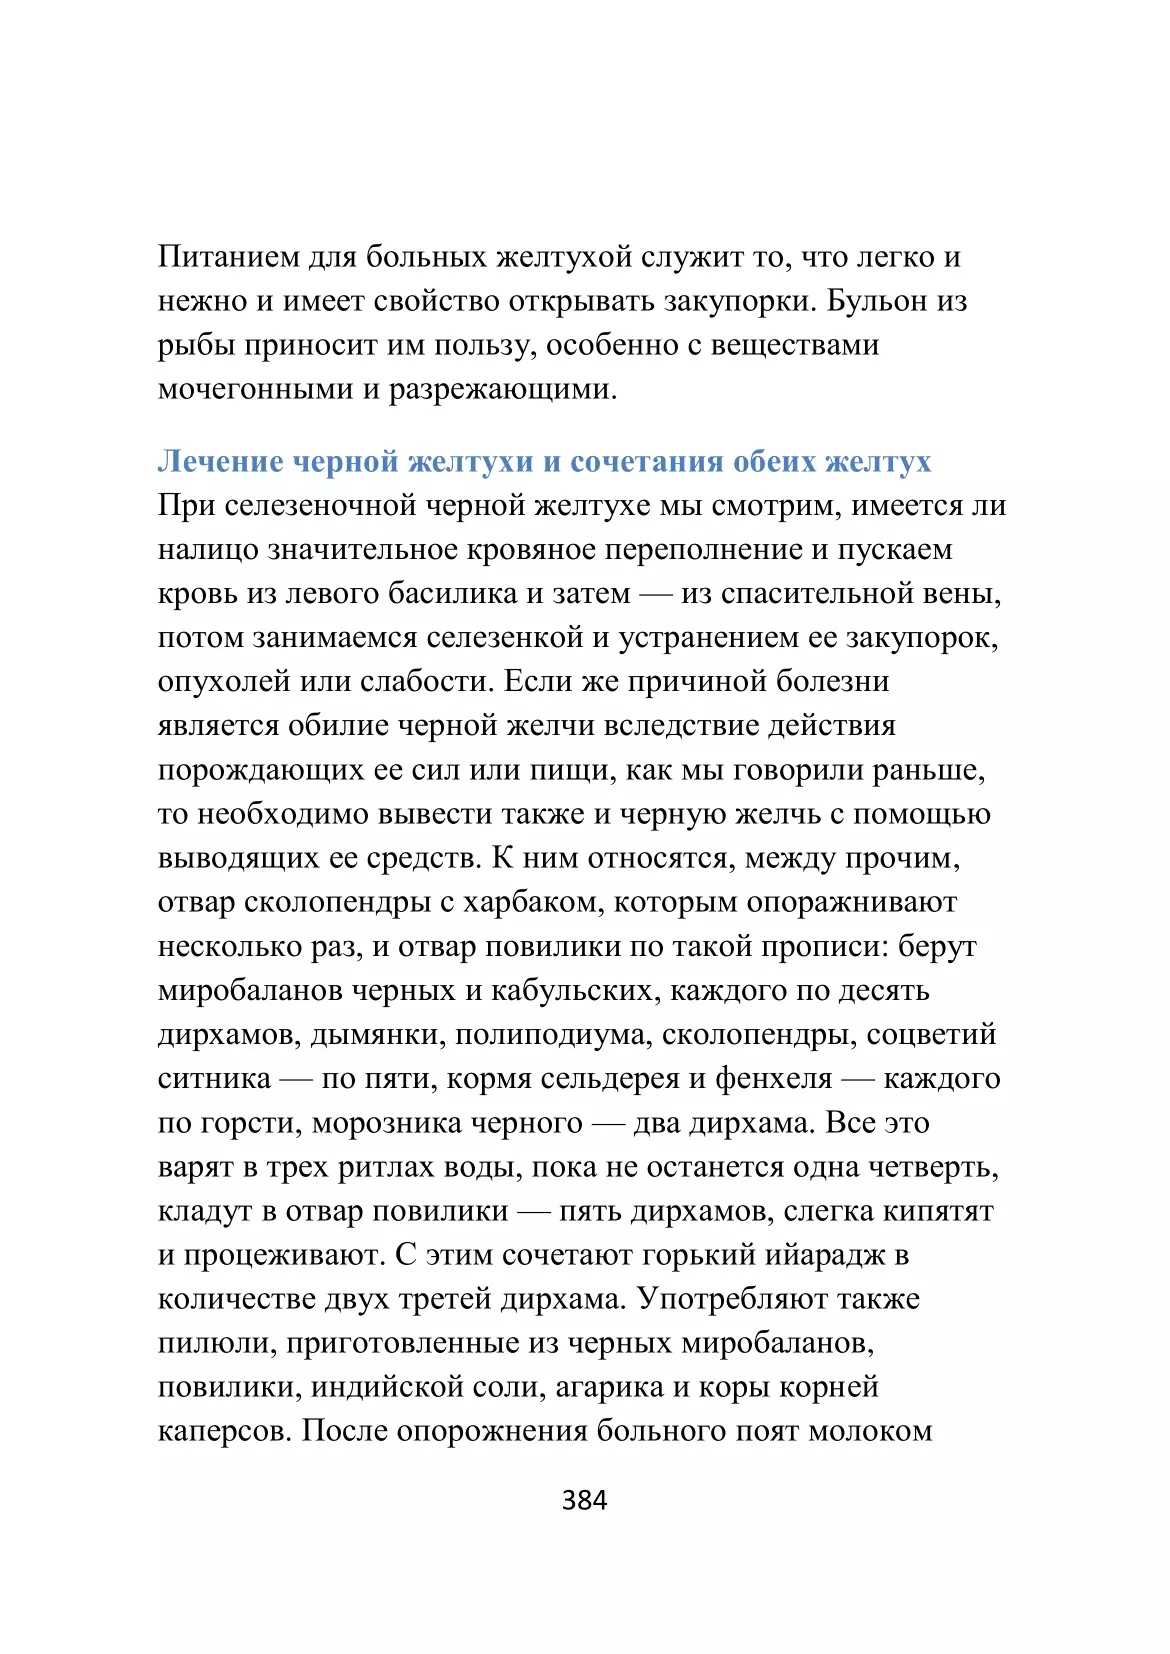 Питанием для больных желтухой служит то, что легко и
нежно и имеет свойство открывать закупорки. Бульон из
рыбы приносит им пользу, особенно с веществами
мочегонными и разрежающими.
Лечение черной желтухи и сочетания обеих желтух
При селезеночной черной желтухе мы смотрим, имеется ли
налицо значительное кровяное переполнение и пускаем
кровь из левого басилика и затем — из спасительной вены,
потом занимаемся селезенкой и устранением ее закупорок,
опухолей или слабости. Если же причиной болезни
является обилие черной желчи вследствие действия
порождающих ее сил или пищи, как мы говорили раньше,
то необходимо вывести также и черную желчь с помощью
выводящих ее средств. К ним относятся, между прочим,
отвар сколопендры с харбаком, которым опоражнивают
несколько раз, и отвар повилики по такой прописи: берут
миробаланов черных и кабульских, каждого по десять
дирхамов, дымянки, полиподиума, сколопендры, соцветий
ситника — по пяти, кормя сельдерея и фенхеля — каждого
по горсти, морозника черного — два дирхама. Все это
варят в трех ритлах воды, пока не останется одна четверть,
кладут в отвар повилики — пять дирхамов, слегка кипятят
и процеживают. С этим сочетают горький ийарадж в
количестве двух третей дирхама. Употребляют также
пилюли, приготовленные из черных миробаланов,
повилики, индийской соли, агарика и коры корней
каперсов. После опорожнения больного поят молоком
384